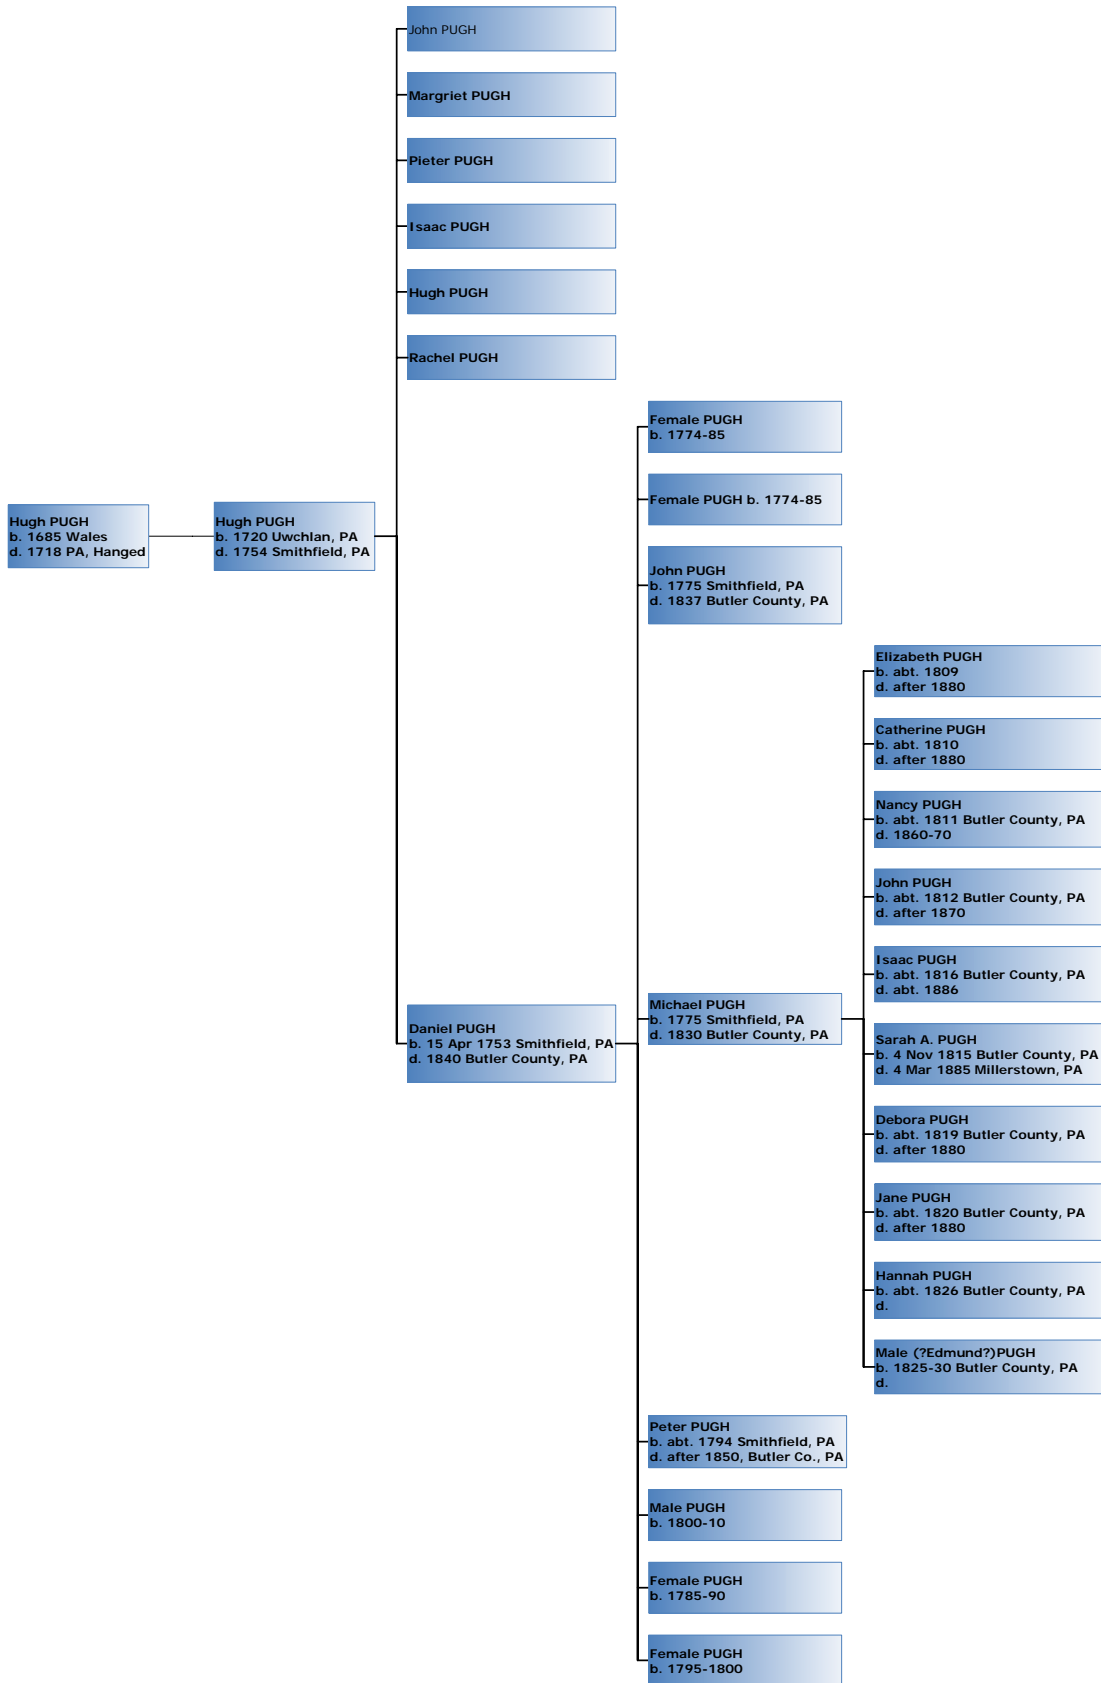 John PUGH
Margriet PUGH
Pieter PUGH
Isaac PUGH
Hugh PUGH
Rachel PUGH
Female PUGH
b. 1774-85
Female PUGH b. 1774-85
Hugh PUGH
b. 1685 Wales
d. 1718 PA, Hanged
Hugh PUGH
b. 1720 Uwchlan, PA
d. 1754 Smithfield, PA
John PUGH
b. 1775 Smithfield, PA
d. 1837 Butler County, PA
Elizabeth PUGH
b. abt. 1809
d. after 1880
Catherine PUGH
b. abt. 1810
d. after 1880
Nancy PUGH
b. abt. 1811 Butler County, PA
d. 1860-70
John PUGH
b. abt. 1812 Butler County, PA
d. after 1870
Isaac PUGH
b. abt. 1816 Butler County, PA
d. abt. 1886
Daniel PUGH
b. 15 Apr 1753 Smithfield, PA
d. 1840 Butler County, PA
Michael PUGH
b. 1775 Smithfield, PA
d. 1830 Butler County, PA
Sarah A. PUGH
b. 4 Nov 1815 Butler County, PA
d. 4 Mar 1885 Millerstown, PA
Debora PUGH
b. abt. 1819 Butler County, PA
d. after 1880
Jane PUGH
b. abt. 1820 Butler County, PA
d. after 1880
Hannah PUGH
b. abt. 1826 Butler County, PA
d.
Male (?Edmund?)PUGH
b. 1825-30 Butler County, PA
d.
Peter PUGH
b. abt. 1794 Smithfield, PA
d. after 1850, Butler Co., PA
Male PUGH
b. 1800-10
Female PUGH
b. 1785-90
Female PUGH
b. 1795-1800